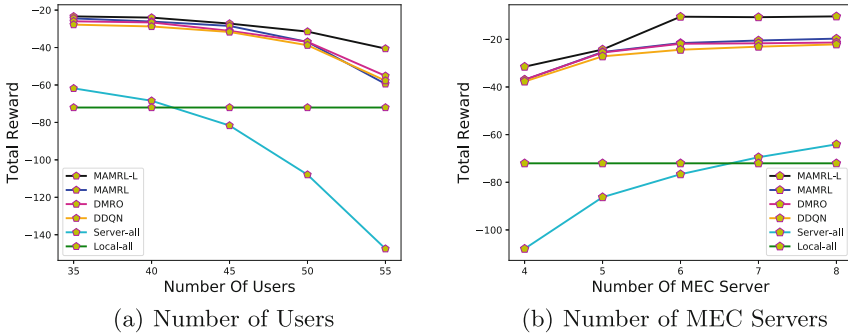 −20
−40
−60
−80
−100
−120
−140
Total Reward
MAMRL-L
MAMRL
DMRO
DDQN
Server-all
Local-all
35 40 45 50 55
Number Of Users
(a) Number of Users
−20
−40
−60
−80
−100
Total Reward
MAMRL-L
MAMRL
DMRO
DDQN
Server-all
Local-all
4 5 6 7 8
Number Of MEC Server
(b) Number of MEC Servers